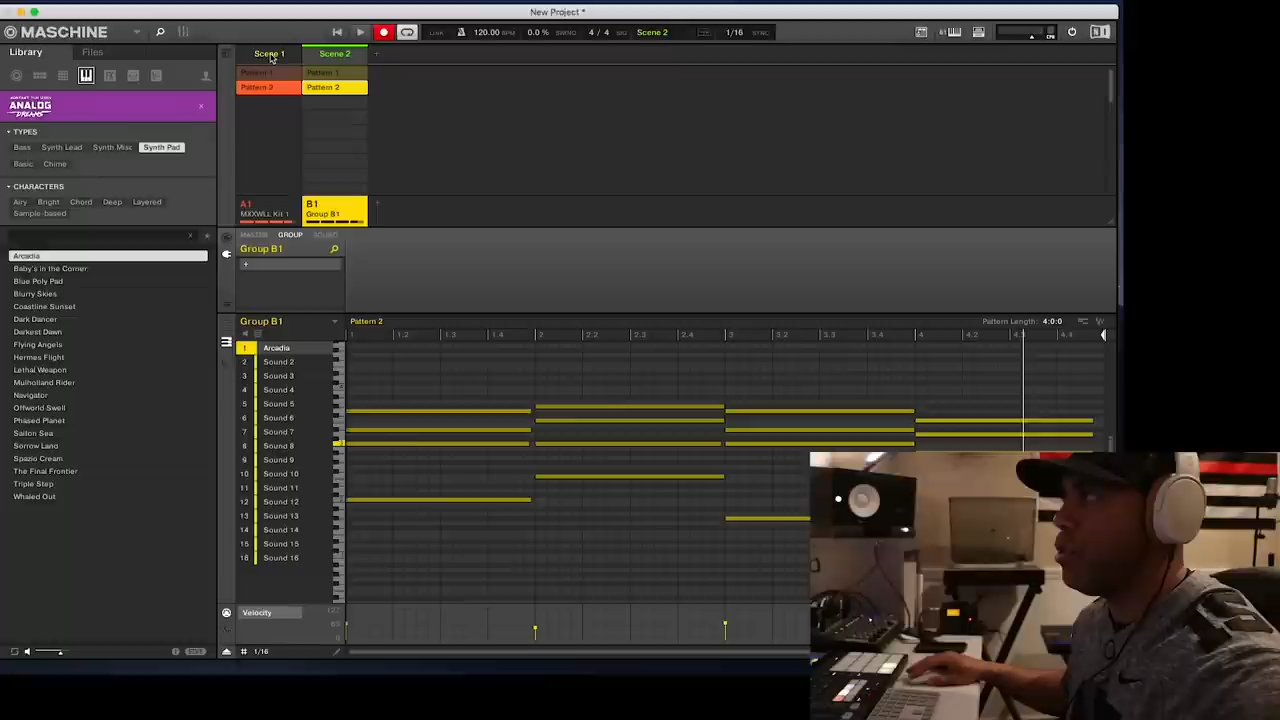 New Project *
MASCHINE
LINK 120.00 BPM 0.0% SWING 4 / 4 SIG Scene 2 1/16 SYNC
Library Files
Scene 1 Scene 2 +
Pattern 1 Pattern 1
Pattern 2 Pattern 2
ANALOG
DREAMS
TYPES
Bass Synth Lead Synth Misc Synth Pad
Basic Chime
CHARACTERS
Airy Bright Chord Deep Layered
Sample-based
A1 B1
MXXWLL Kit 1 Group B1
MASTER GROUP SOUND
Group B1
+
Arcadia
Baby's in the Corner
Blue Poly Pad
Blurry Skies
Coastline Sunset
Dark Dancer
Darkest Dawn
Flying Angels
Hermes Flight
Lethal Weapon
Mulholland Rider
Navigator
Offworld Swell
Phased Planet
Sailon Sea
Sorrow Land
Spazio Cream
The Final Frontier
Triple Step
Whaled Out
Group B1 Pattern 2 Pattern Length: 4:0:0
1 1.2 1.3 1.4 2 2.2 2.3 2.4 3 3.2 3.3 3.4 4 4.2 4.3 4.4
1 Arcadia
2 Sound 2
3 Sound 3
4 Sound 4
5 Sound 5
6 Sound 6
7 Sound 7
8 Sound 8
9 Sound 9
10 Sound 10
11 Sound 11
12 Sound 12
13 Sound 13
14 Sound 14
15 Sound 15
16 Sound 16
Velocity 127
63
0
1/16